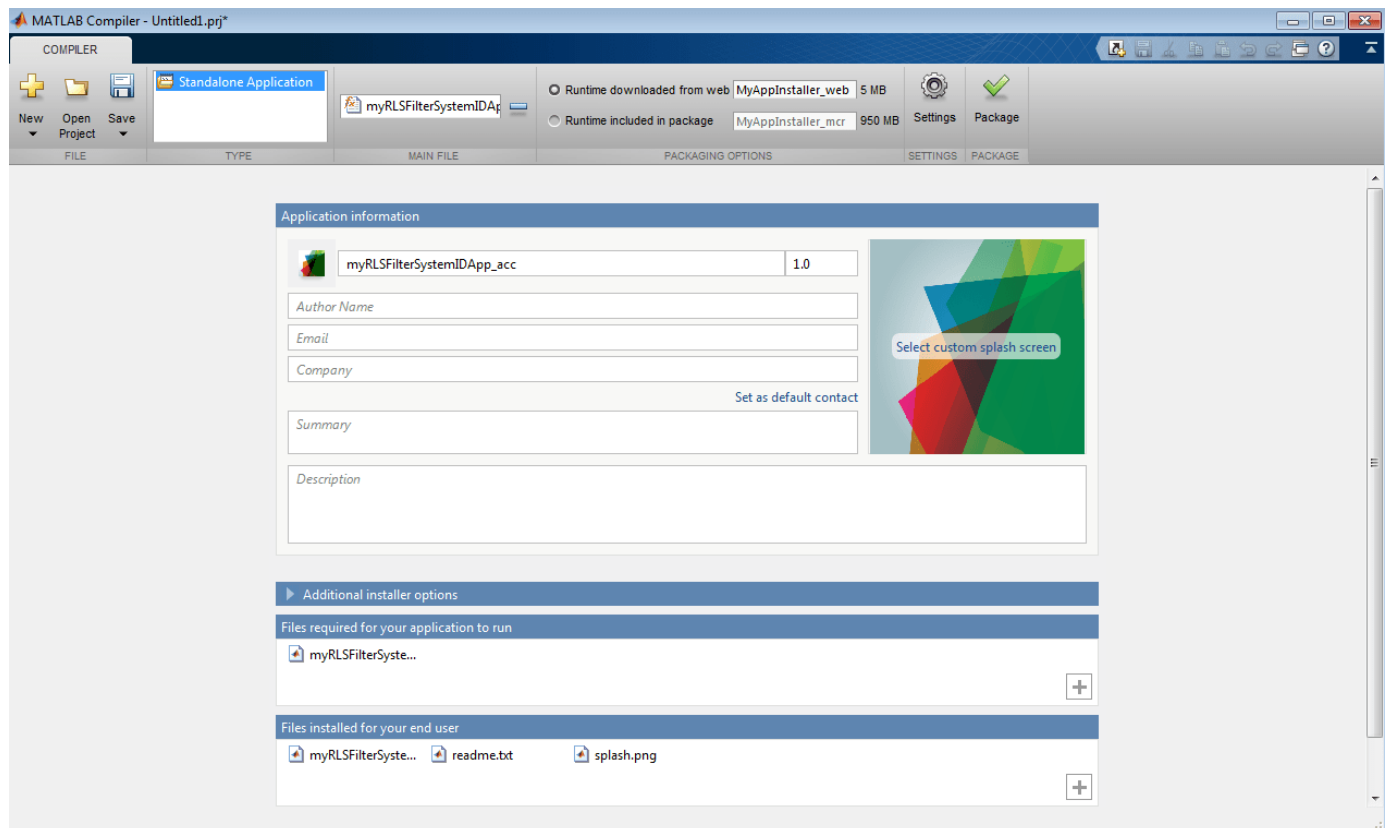 MATLAB Compiler - Untitled1.prj*
COMPILER
Standalone Application
myRLSFilterSystemIDAp
Runtime downloaded from web MyAppInstaller_web 5 MB
Runtime included in package MyAppInstaller_mcr 950 MB
New Open Project Save
Settings
Package
FILE TYPE MAIN FILE PACKAGING OPTIONS SETTINGS PACKAGE
Application information
myRLSFilterSystemIDApp_acc 1.0
Author Name
Email
Company
Select custom splash screen
Set as default contact
Summary
Description
Additional installer options
Files required for your application to run
myRLSFilterSyste...
Files installed for your end user
myRLSFilterSyste... readme.txt splash.png